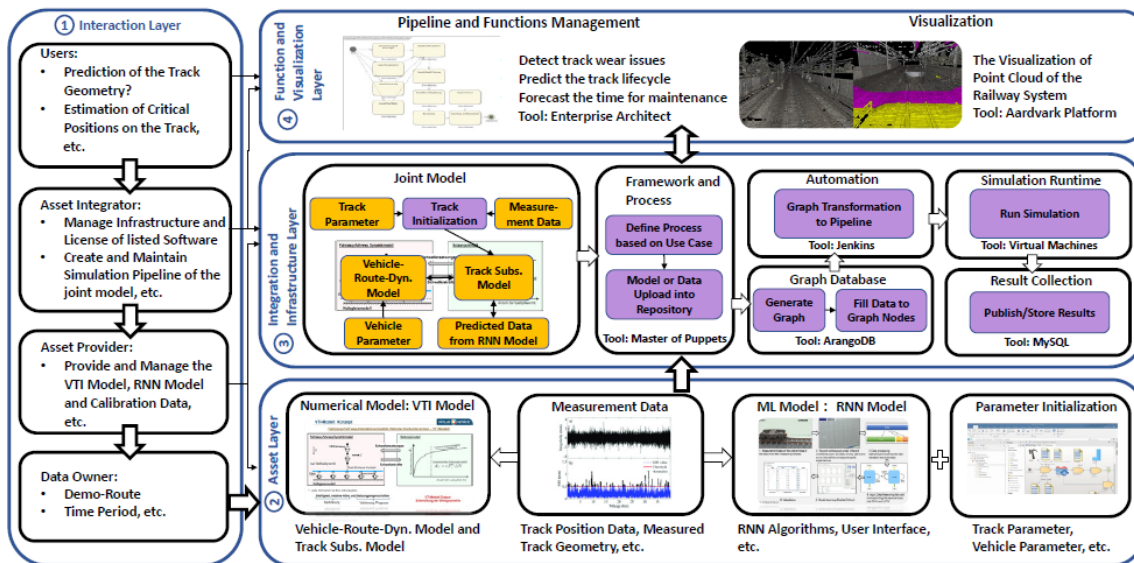 ① Interaction Layer
Users:
• Prediction of the Track
Geometry?
• Estimation of Critical
Positions on the Track,
etc.
Asset Integrator:
• Manage Infrastructure and
License of listed Software
• Create and Maintain
Simulation Pipeline of the
joint model, etc.
Asset Provider:
• Provide and Manage the
VTI Model, RNN Model
and Calibration Data,
etc.
Data Owner:
• Demo-Route
• Time Period, etc.
④ Function and
Visualization
Layer
Pipeline and Functions Management
Detect track wear issues
Predict the track lifecycle
Forecast the time for maintenance
Tool: Enterprise Architect
Visualization
The Visualization of
Point Cloud of the
Railway System
Tool: Aardvark Platform
③ Integration and
Infrastructure Layer
Joint Model
Track
Parameter
Track
Initialization
Measure-
ment Data
Vehicle-
Route-Dyn.
Model
Track Subs.
Model
Vehicle
Parameter
Predicted Data
from RNN Model
Framework and
Process
Define Process
based on Use Case
Model or Data
Upload into
Repository
Tool: Master of Puppets
Automation
Graph Transformation
to Pipeline
Tool: Jenkins
Graph Database
Generate
Graph
Fill Data to
Graph Nodes
Tool: ArangoDB
Simulation Runtime
Run Simulation
Tool: Virtual Machines
Result Collection
Publish/Store Results
Tool: MySQL
② Asset Layer
Numerical Model: VTI Model
Vehicle-Route-Dyn. Model and
Track Subs. Model
Measurement Data
Track Position Data, Measured
Track Geometry, etc.
ML Model： RNN Model
RNN Algorithms, User Interface,
etc.
Parameter Initialization
Track Parameter,
Vehicle Parameter, etc.